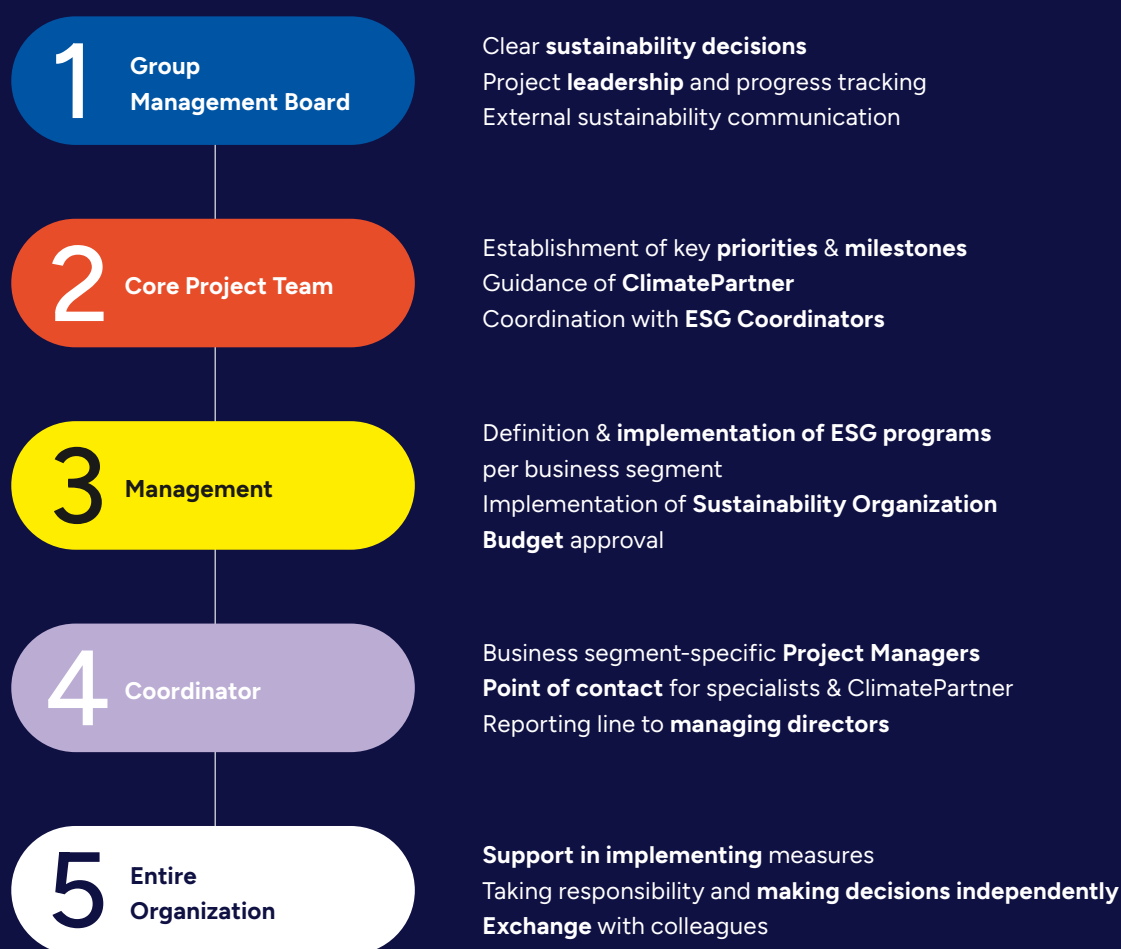 1
Group
Management Board
Clear sustainability decisions
Project leadership and progress tracking
External sustainability communication
2
Core Project Team
Establishment of key priorities & milestones
Guidance of ClimatePartner
Coordination with ESG Coordinators
3
Management
Definition & implementation of ESG programs
per business segment
Implementation of Sustainability Organization
Budget approval
4
Coordinator
Business segment-specific Project Managers
Point of contact for specialists & ClimatePartner
Reporting line to managing directors
5
Entire
Organization
Support in implementing measures
Taking responsibility and making decisions independently
Exchange with colleagues